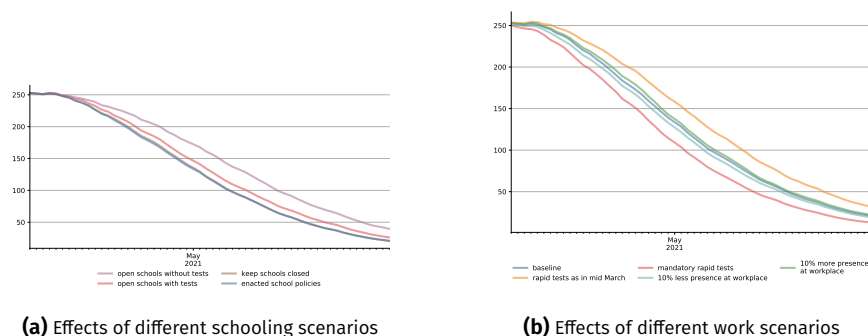 250
200
150
100
50
May
2021
open schools without tests
open schools with tests
keep schools closed
enacted school policies
(a) Effects of different schooling scenarios
250
200
150
100
50
May
2021
baseline
rapid tests as in mid March
mandatory rapid tests
10% less presence at workplace
10% more presence
at workplace
(b) Effects of different work scenarios